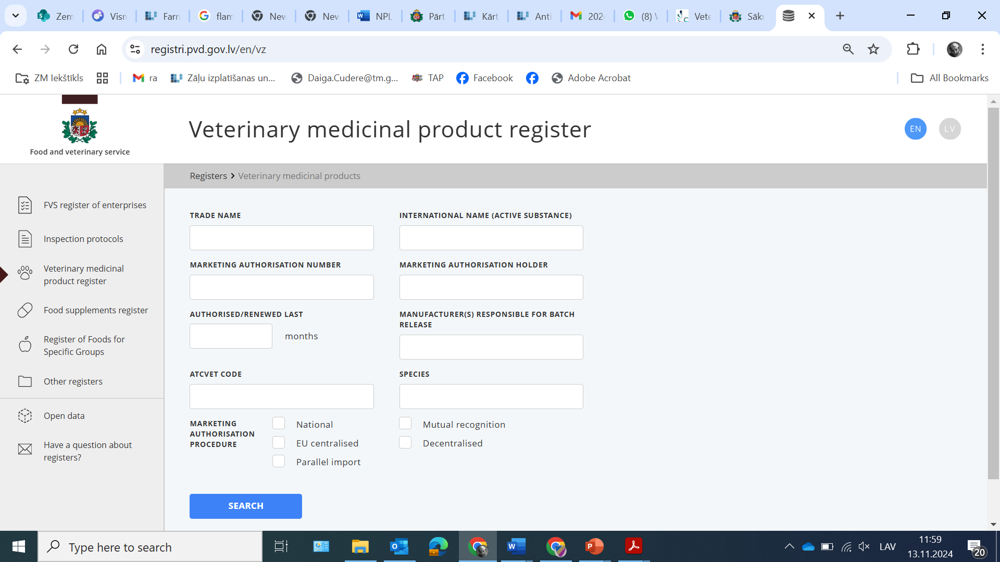 Zem
Visn
Farn
flam
New
New
NPL
Pārt
Kārt
Anti
202
(8)
Vete
Sāk
registri.pvd.gov.lv/en/vz
ZM Iekštīkls
ra
Zāļu izplatīšanas un...
Daiga.Cudere@tm.g...
TAP
Facebook
Adobe Acrobat
All Bookmarks
Food and veterinary service
Veterinary medicinal product register
EN
LV
Registers > Veterinary medicinal products
FVS register of enterprises
Inspection protocols
Veterinary medicinal
product register
Food supplements register
Register of Foods for
Specific Groups
Other registers
Open data
Have a question about
registers?
TRADE NAME
INTERNATIONAL NAME (ACTIVE SUBSTANCE)
MARKETING AUTHORISATION NUMBER
MARKETING AUTHORISATION HOLDER
AUTHORISED/RENEWED LAST
months
MANUFACTURER(S) RESPONSIBLE FOR BATCH
RELEASE
ATCVET CODE
SPECIES
MARKETING
AUTHORISATION
PROCEDURE
National
Mutual recognition
EU centralised
Decentralised
Parallel import
SEARCH
Type here to search
LAV
11:59
13.11.2024
20